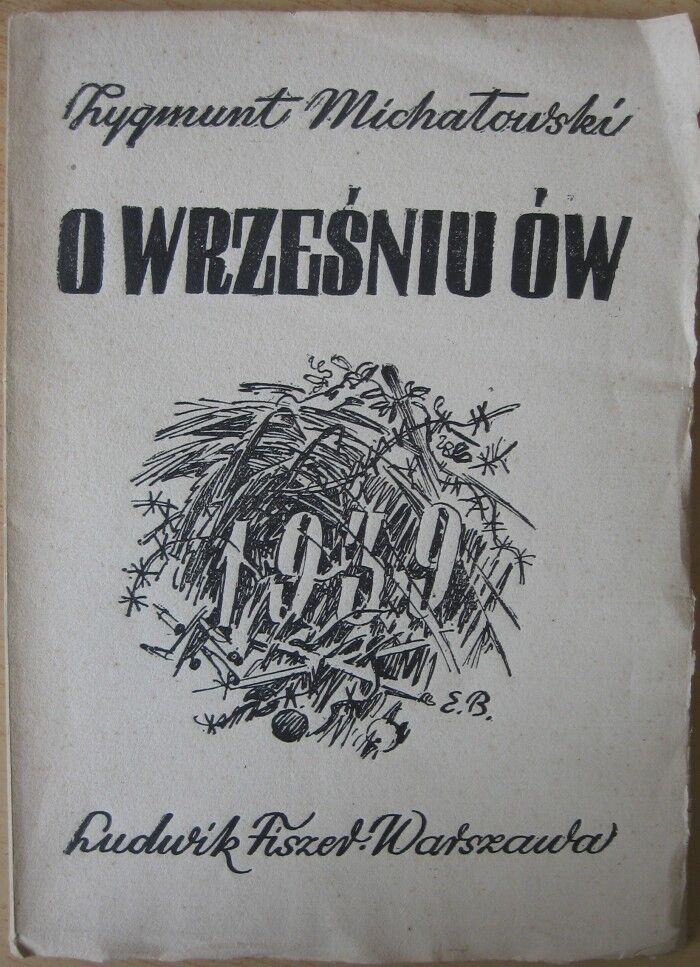 Zygmunt Michałowski
O WRZEŚNIU ÓW
1939
E.B.
Ludwik Fiszer. Warszawa